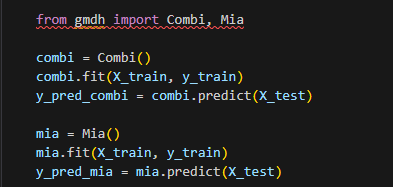 from gmdh import Combi, Mia
combi = Combi()
combi.fit(X_train, y_train)
y_pred_combi = combi.predict(X_test)
mia = Mia()
mia.fit(X_train, y_train)
y_pred_mia = mia.predict(X_test)